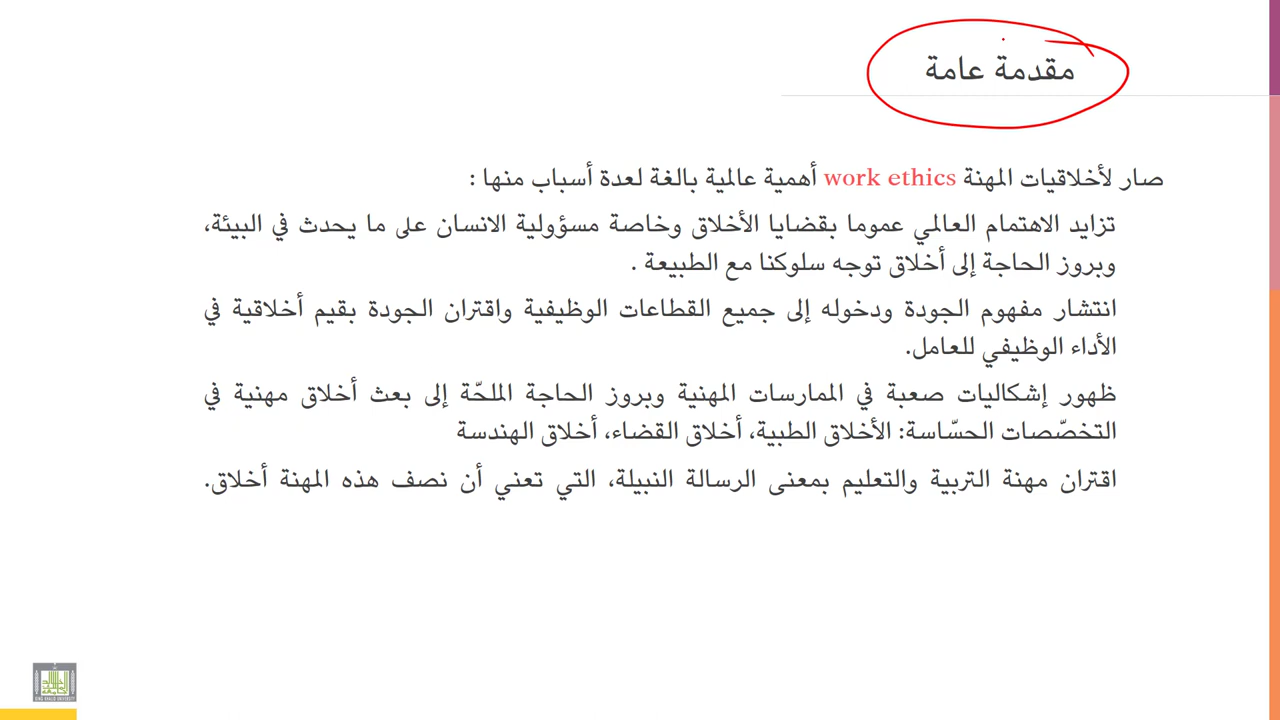 مقدمة عامة
صار لأخلاقيات المهنة work ethics أهمية عالمية بالغة لعدة أسباب منها :
تزايد الاهتمام العالمي عموما بقضايا الأخلاق وخاصة مسؤولية الانسان على ما يحدث في البيئة،
وبروز الحاجة إلى أخلاق توجه سلوكنا مع الطبيعة .
انتشار مفهوم الجودة ودخوله إلى جميع القطاعات الوظيفية واقتران الجودة بقيم أخلاقية في
الأداء الوظيفي للعامل.
ظهور إشكاليات صعبة في الممارسات المهنية وبروز الحاجة الملحّة إلى بعث أخلاق مهنية في
التخصّصات الحسّاسة: الأخلاق الطبية، أخلاق القضاء، أخلاق الهندسة
اقتران مهنة التربية والتعليم بمعنى الرسالة النبيلة، التي تعني أن نصف هذه المهنة أخلاق.